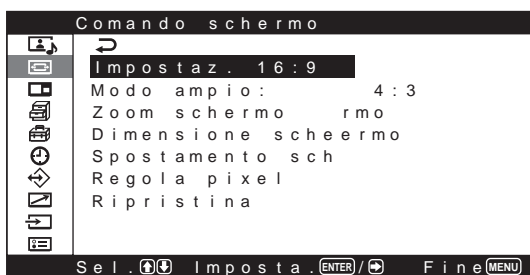 Comando schermo
Impostaz. 16:9
Modo ampio: 4:3
Zoom schermo rmo
Dimensione scheermo
Spostamento sch
Regola pixel
Ripristina
Sel. Imposta. ENTER / Fine MENU